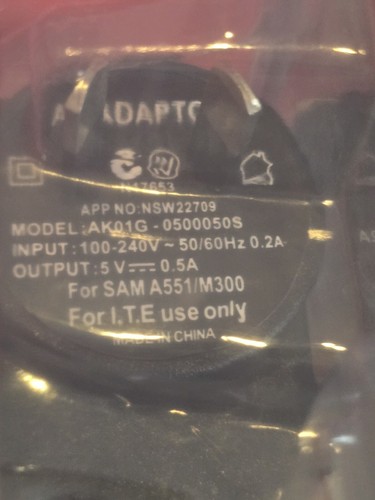 ADAPTO
N17653
APP NO:NSW22709
MODEL:AK01G-0500050S
INPUT:100-240V~50/60Hz 0.2A
OUTPUT:5V⎓0.5A
For SAM A551/M300
For I.T.E use only
MADE IN CHINA